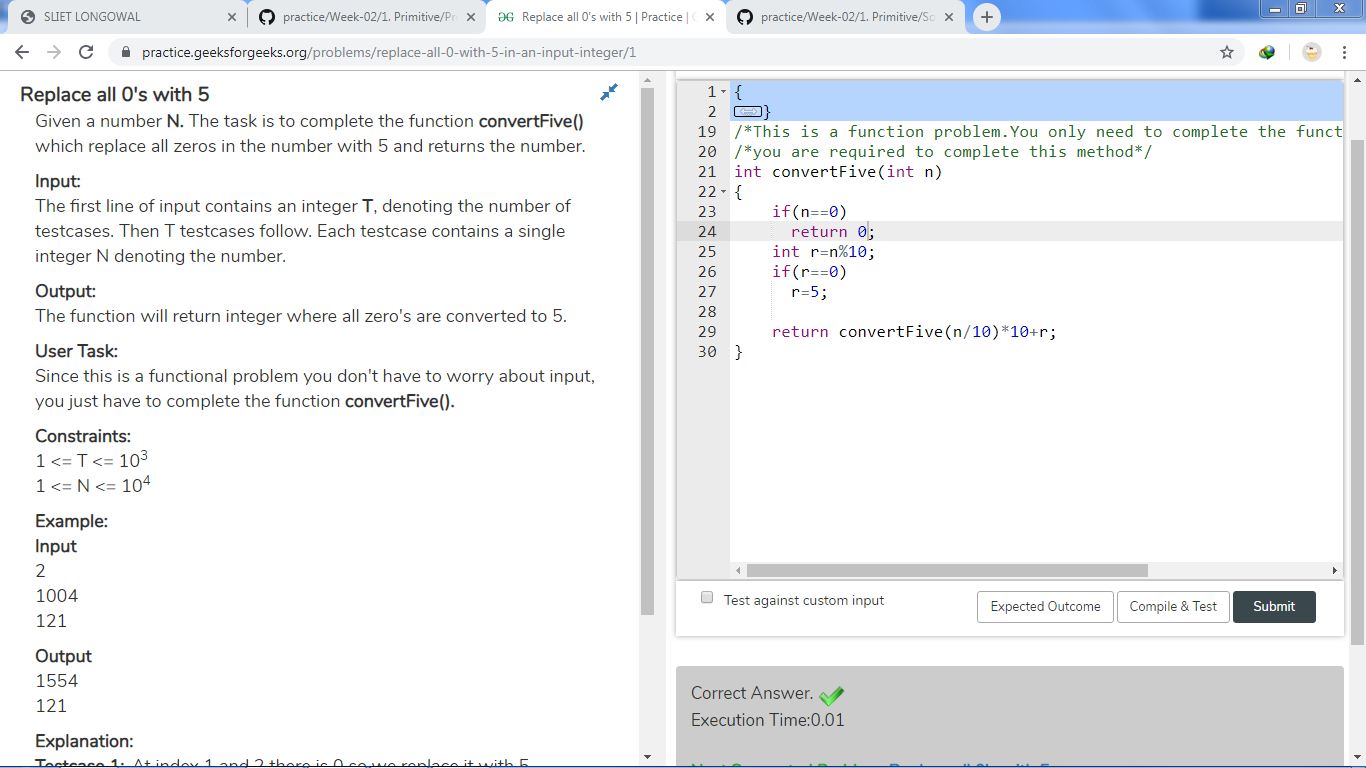 SLIET LONGOWAL
practice/Week-02/1. Primitive/Pr
Replace all 0's with 5 | Practice | G
practice/Week-02/1. Primitive/So
practice.geeksforgeeks.org/problems/replace-all-0-with-5-in-an-input-integer/1
Replace all 0's with 5
Given a number N. The task is to complete the function convertFive()
which replace all zeros in the number with 5 and returns the number.
Input:
The first line of input contains an integer T, denoting the number of
testcases. Then T testcases follow. Each testcase contains a single
integer N denoting the number.
Output:
The function will return integer where all zero's are converted to 5.
User Task:
Since this is a functional problem you don't have to worry about input,
you just have to complete the function convertFive().
Constraints:
1 <= T <= 10^3
1 <= N <= 10^4
Example:
Input
2
1004
121
Output
1554
121
Explanation:
Testcase 1: At index 1 and 2 there is 0 so we replace it with 5.
1 {
2 }
19 /*This is a function problem.You only need to complete the funct
20 /*you are required to complete this method*/
21 int convertFive(int n)
22 {
23 if(n==0)
24 return 0;
25 int r=n%10;
26 if(r==0)
27 r=5;
28
29 return convertFive(n/10)*10+r;
30 }
Test against custom input
Expected Outcome
Compile & Test
Submit
Correct Answer.
Execution Time:0.01